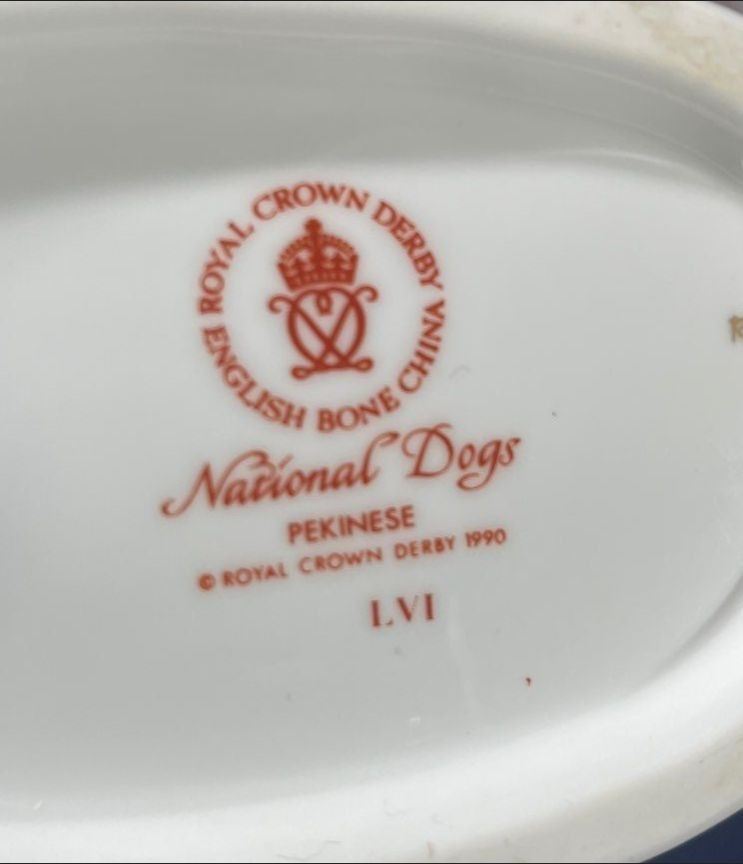 ROYAL CROWN DERBY
ENGLISH BONE CHINA
National Dogs
PEKINESE
© ROYAL CROWN DERBY 1990
LVI